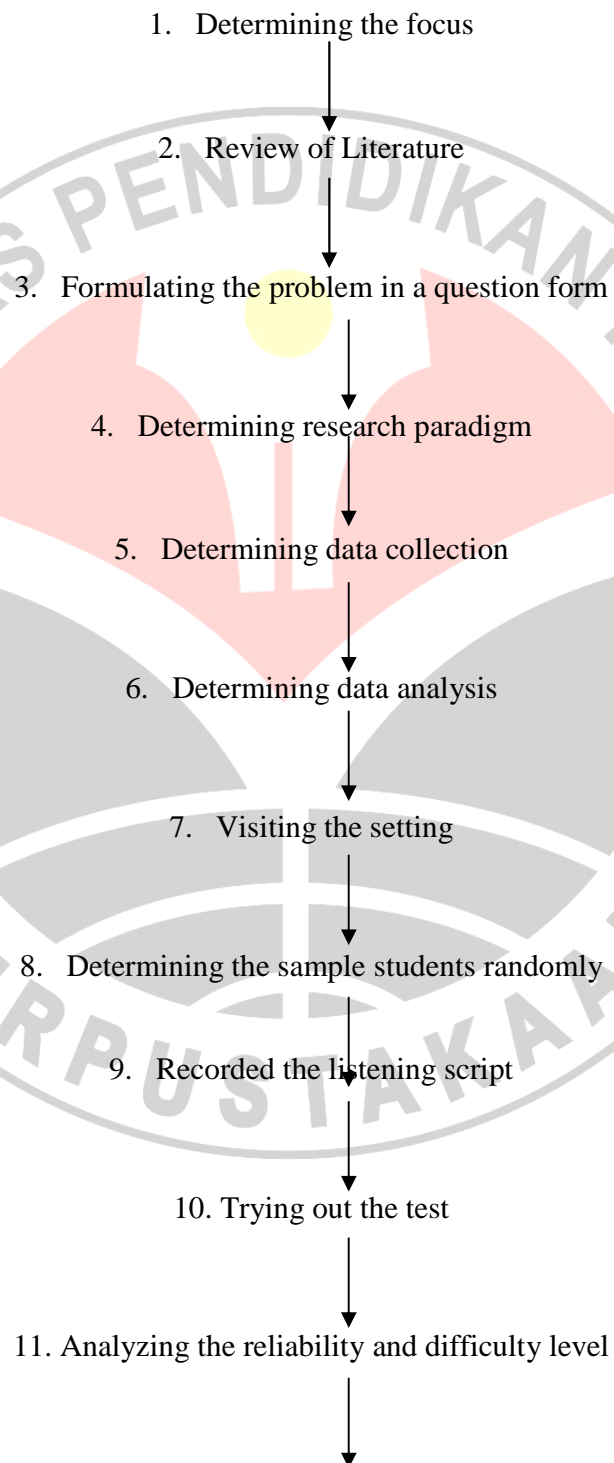 1. Determining the focus
2. Review of Literature
S PENDIDIKAN
3. Formulating the problem in a question form
4. Determining research paradigm
5. Determining data collection
6. Determining data analysis
7. Visiting the setting
8. Determining the sample students randomly
9. Recorded the listening script
RPUSTAKAA
10. Trying out the test
11. Analyzing the reliability and difficulty level